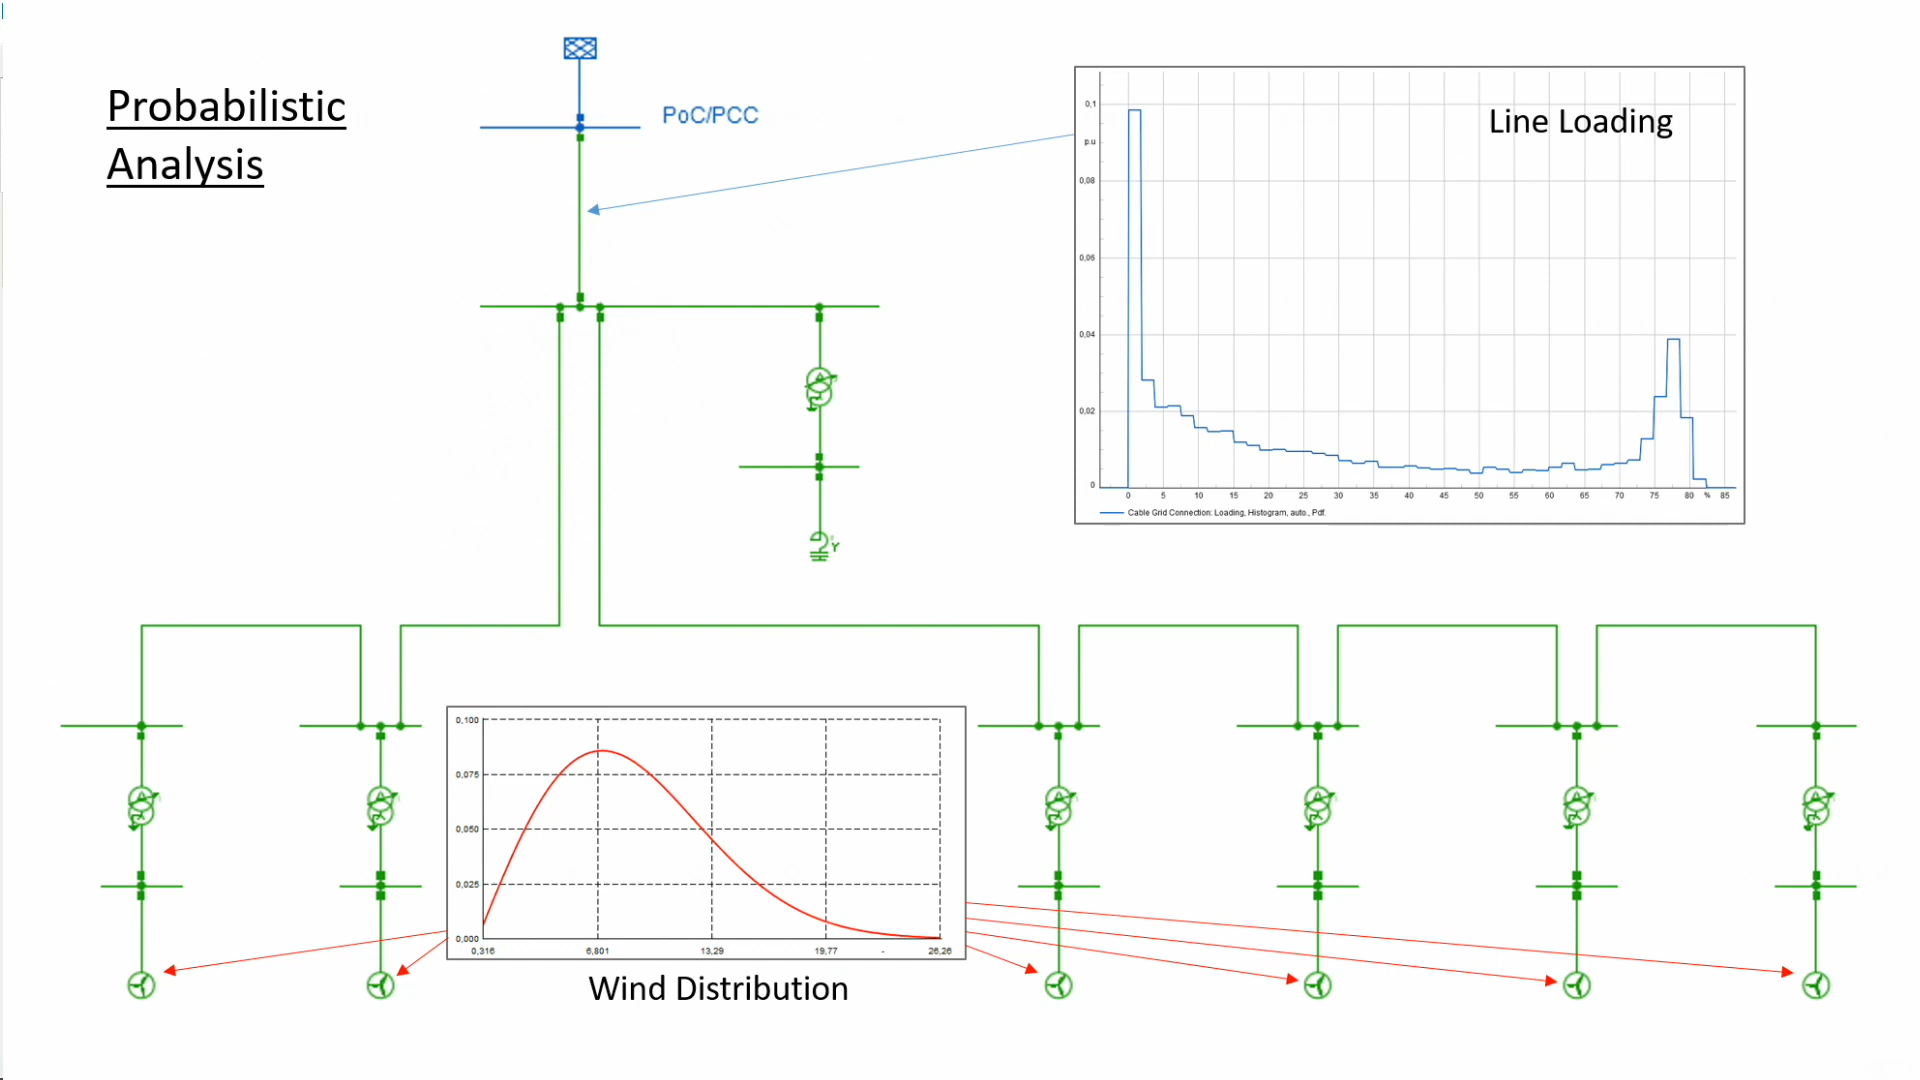 Probabilistic
Analysis
PoC/PCC
Line Loading
0,1
p.u
0,08
0,06
0,04
0,02
0
0 5 10 15 20 25 30 35 40 45 50 55 60 65 70 75 80 % 85
Cable Grid Connection: Loading, Histogram, auto., Pdf.
Y
0,100
0,075
0,050
0,025
0,000
0,316 6,801 13,29 19,77 - 26,26
Wind Distribution